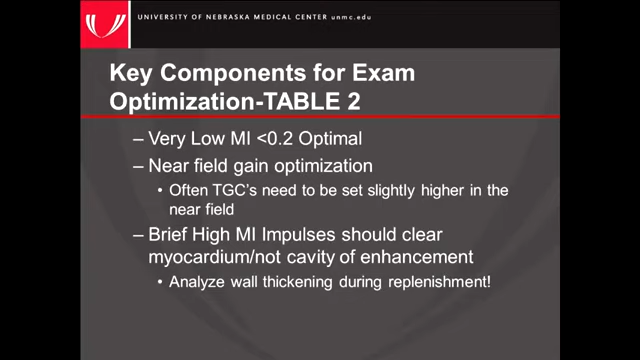 UNIVERSITY OF NEBRASKA MEDICAL CENTER unmc.edu
Key Components for Exam
Optimization-TABLE 2
– Very Low MI <0.2 Optimal
– Near field gain optimization
• Often TGC's need to be set slightly higher in the
near field
– Brief High MI Impulses should clear
myocardium/not cavity of enhancement
• Analyze wall thickening during replenishment!